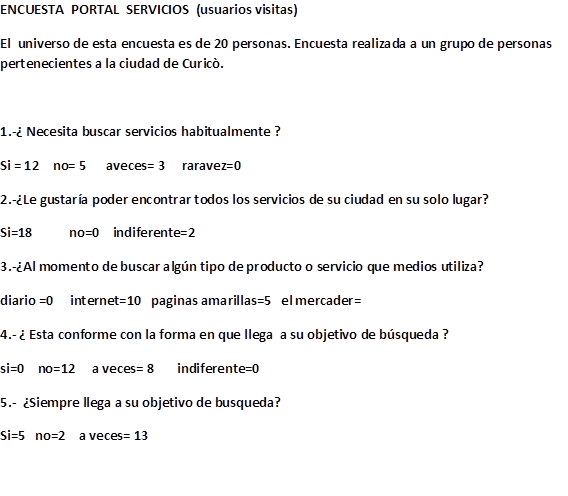 ENCUESTA  PORTAL  SERVICIOS  (usuarios visitas)
El  universo de esta encuesta es de 20 personas. Encuesta realizada a un grupo de personas
pertenecientes a la ciudad de Curicò.
1.-¿ Necesita buscar servicios habitualmente ?
Si = 12    no= 5      aveces= 3     raravez=0
2.-¿Le gustaría poder encontrar todos los servicios de su ciudad en su solo lugar?
Si=18           no=0    indiferente=2
3.-¿Al momento de buscar algún tipo de producto o servicio que medios utiliza?
diario =0     internet=10   paginas amarillas=5   el mercader=
4.- ¿ Esta conforme con la forma en que llega  a su objetivo de búsqueda ?
si=0    no=12     a veces= 8       indiferente=0
5.-  ¿Siempre llega a su objetivo de busqueda?
Si=5   no=2    a veces= 13